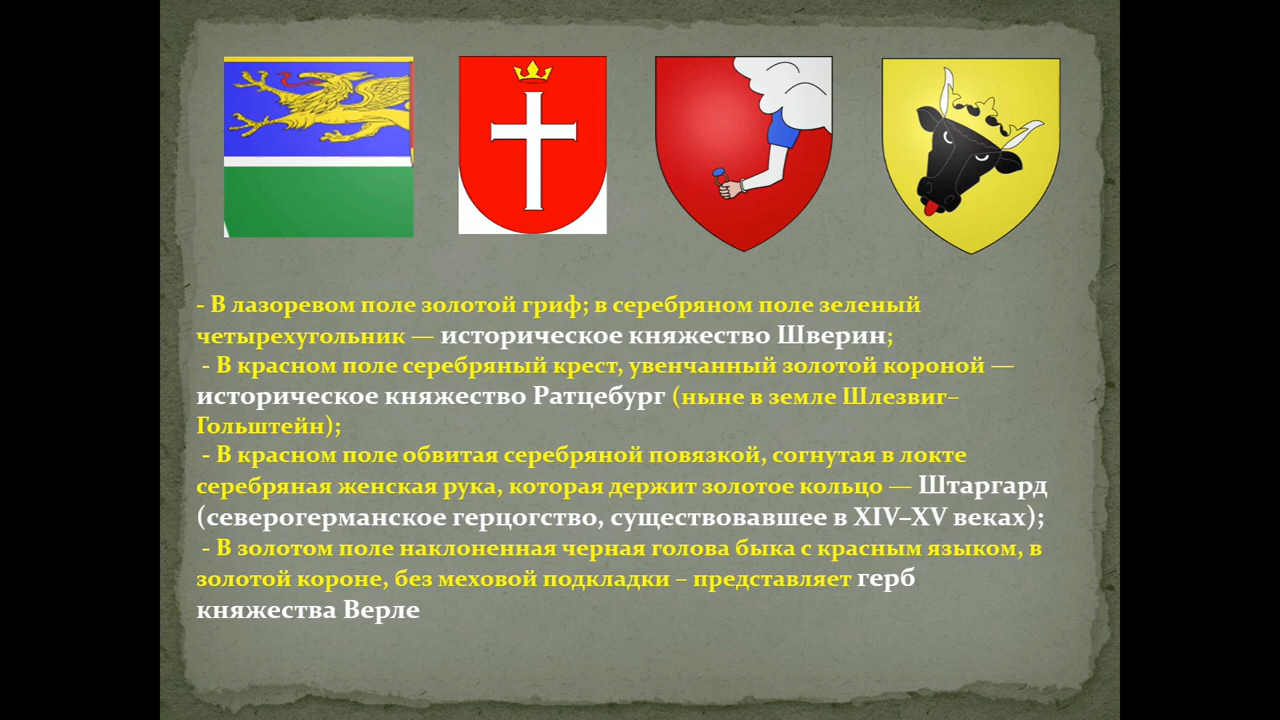 - В лазоревом поле золотой гриф; в серебряном поле зеленый
четырехугольник — историческое княжество Шверин;
- В красном поле серебряный крест, увенчанный золотой короной —
историческое княжество Ратцебург (ныне в земле Шлезвиг–
Гольштейн);
- В красном поле обвитая серебряной повязкой, согнутая в локте
серебряная женская рука, которая держит золотое кольцо — Штаргард
(северогерманское герцогство, существовавшее в XIV–XV веках);
- В золотом поле наклоненная черная голова быка с красным языком, в
золотой короне, без меховой подкладки – представляет герб
княжества Верле